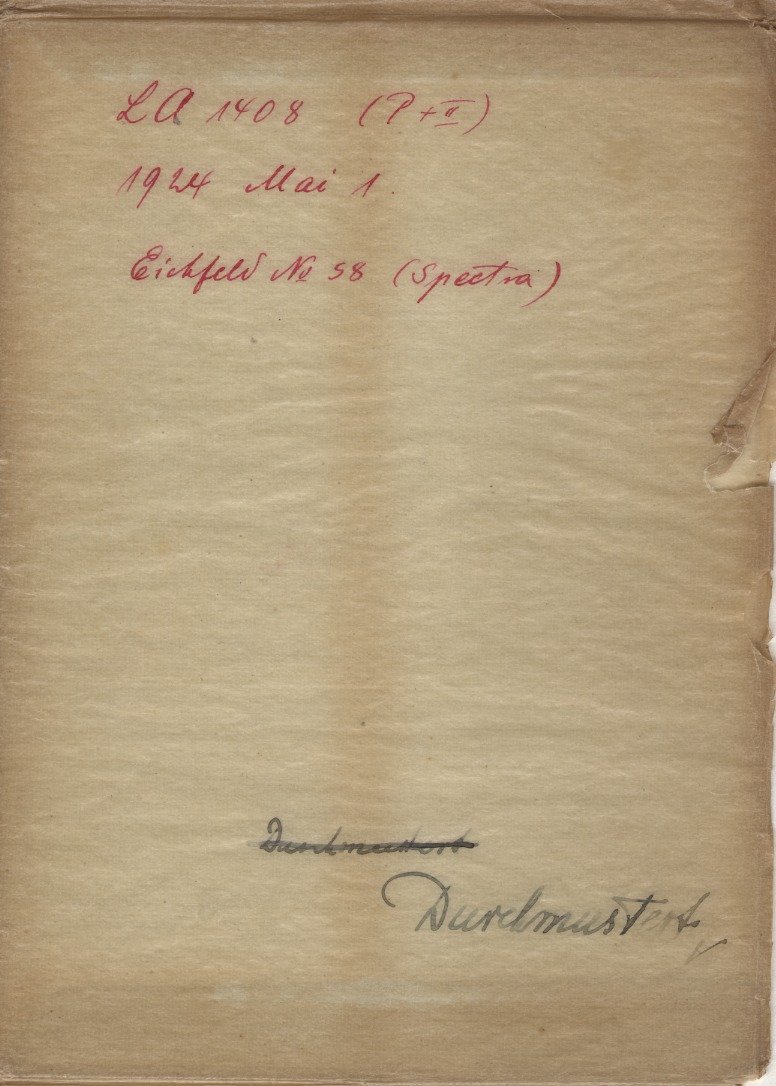 LA 1408 (P+II)
1924 Mai 1.
Eichfeld No 58 (Spectra)
Durchmustert
Durchmustert.